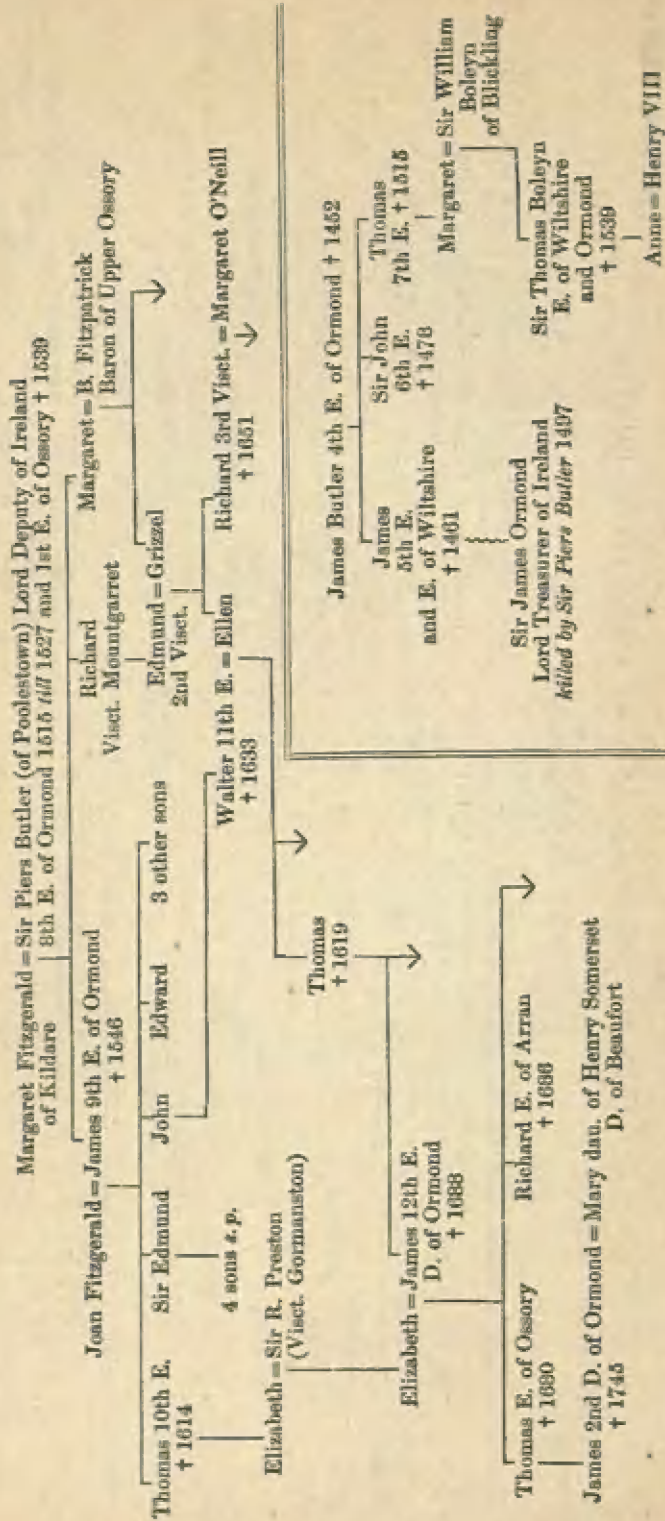 Margaret Fitzgerald = Sir Piers Butler (of Poolestown) Lord Deputy of Ireland
of Kildare 8th E. of Ormond 1515 till 1527 and 1st E. of Ossory † 1539
Joan Fitzgerald = James 9th E. of Ormond
† 1546
Richard
Visct. Mountgarret
Margaret = B. Fitzpatrick
Baron of Upper Ossory
Thomas 10th E.
† 1614
Sir Edmund
John
Edward
3 other sons
Edmund = Grizzel
2nd Visct.
4 sons s.p.
Walter 11th E. = Ellen
† 1633
Richard 3rd Visct. = Margaret O'Neill
† 1651
Elizabeth = Sir R. Preston
(Visct. Gormanston)
Thomas
† 1619
Elizabeth = James 12th E.
D. of Ormond
† 1688
Thomas E. of Ossory
† 1680
Richard E. of Arran
† 1686
James 2nd D. of Ormond = Mary dau. of Henry Somerset
† 1745 D. of Beaufort
James Butler 4th E. of Ormond † 1452
James
5th E.
and E. of Wiltshire
† 1461
Sir John
6th E.
† 1478
Thomas
7th E. † 1515
Margaret = Sir William
Boleyn
of Blickling
Sir James Ormond
Lord Treasurer of Ireland
killed by Sir Piers Butler 1497
Sir Thomas Boleyn
E. of Wiltshire
and Ormond
† 1539
Anne = Henry VIII